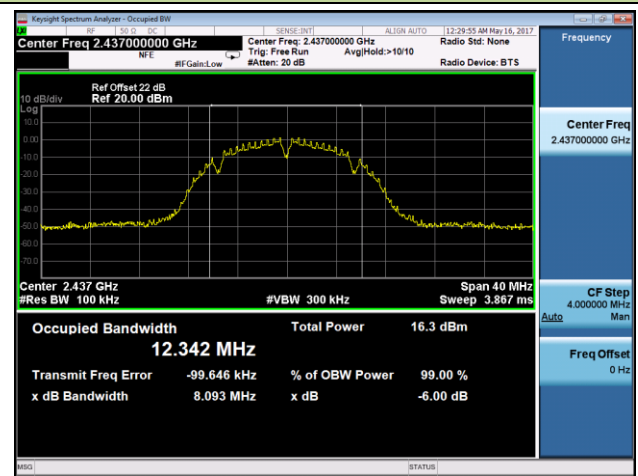 Keysight Spectrum Analyzer - Occupied BW
RF 50 Ω DC SENSE:INT ALIGN AUTO 12:29:55 AM May 16, 2017
Center Freq 2.437000000 GHz Center Freq: 2.437000000 GHz Radio Std: None
NFE Trig: Free Run Avg|Hold:>10/10
#IFGain:Low #Atten: 20 dB Radio Device: BTS
Ref Offset 22 dB
10 dB/div Ref 20.00 dBm
Log
10.0
0.00
-10.0
-20.0
-30.0
-40.0
-50.0
-60.0
-70.0
Center 2.437 GHz Span 40 MHz
#Res BW 100 kHz #VBW 300 kHz Sweep 3.867 ms
Occupied Bandwidth Total Power 16.3 dBm
12.342 MHz
Transmit Freq Error -99.646 kHz % of OBW Power 99.00 %
x dB Bandwidth 8.093 MHz x dB -6.00 dB
MSG STATUS
Frequency
Center Freq
2.437000000 GHz
CF Step
4.000000 MHz
Auto Man
Freq Offset
0 Hz